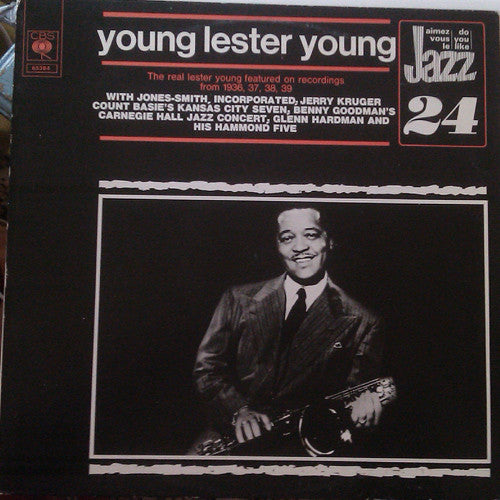 CBS
65384
young lester young
The real lester young featured on recordings
from 1936, 37, 38, 39
WITH JONES-SMITH, INCORPORATED, JERRY KRUGER
COUNT BASIE'S KANSAS CITY SEVEN, BENNY GOODMAN'S
CARNEGIE HALL JAZZ CONCERT, GLENN HARDMAN AND
HIS HAMMOND FIVE
aimez do
vous you
le like
Jazz
24